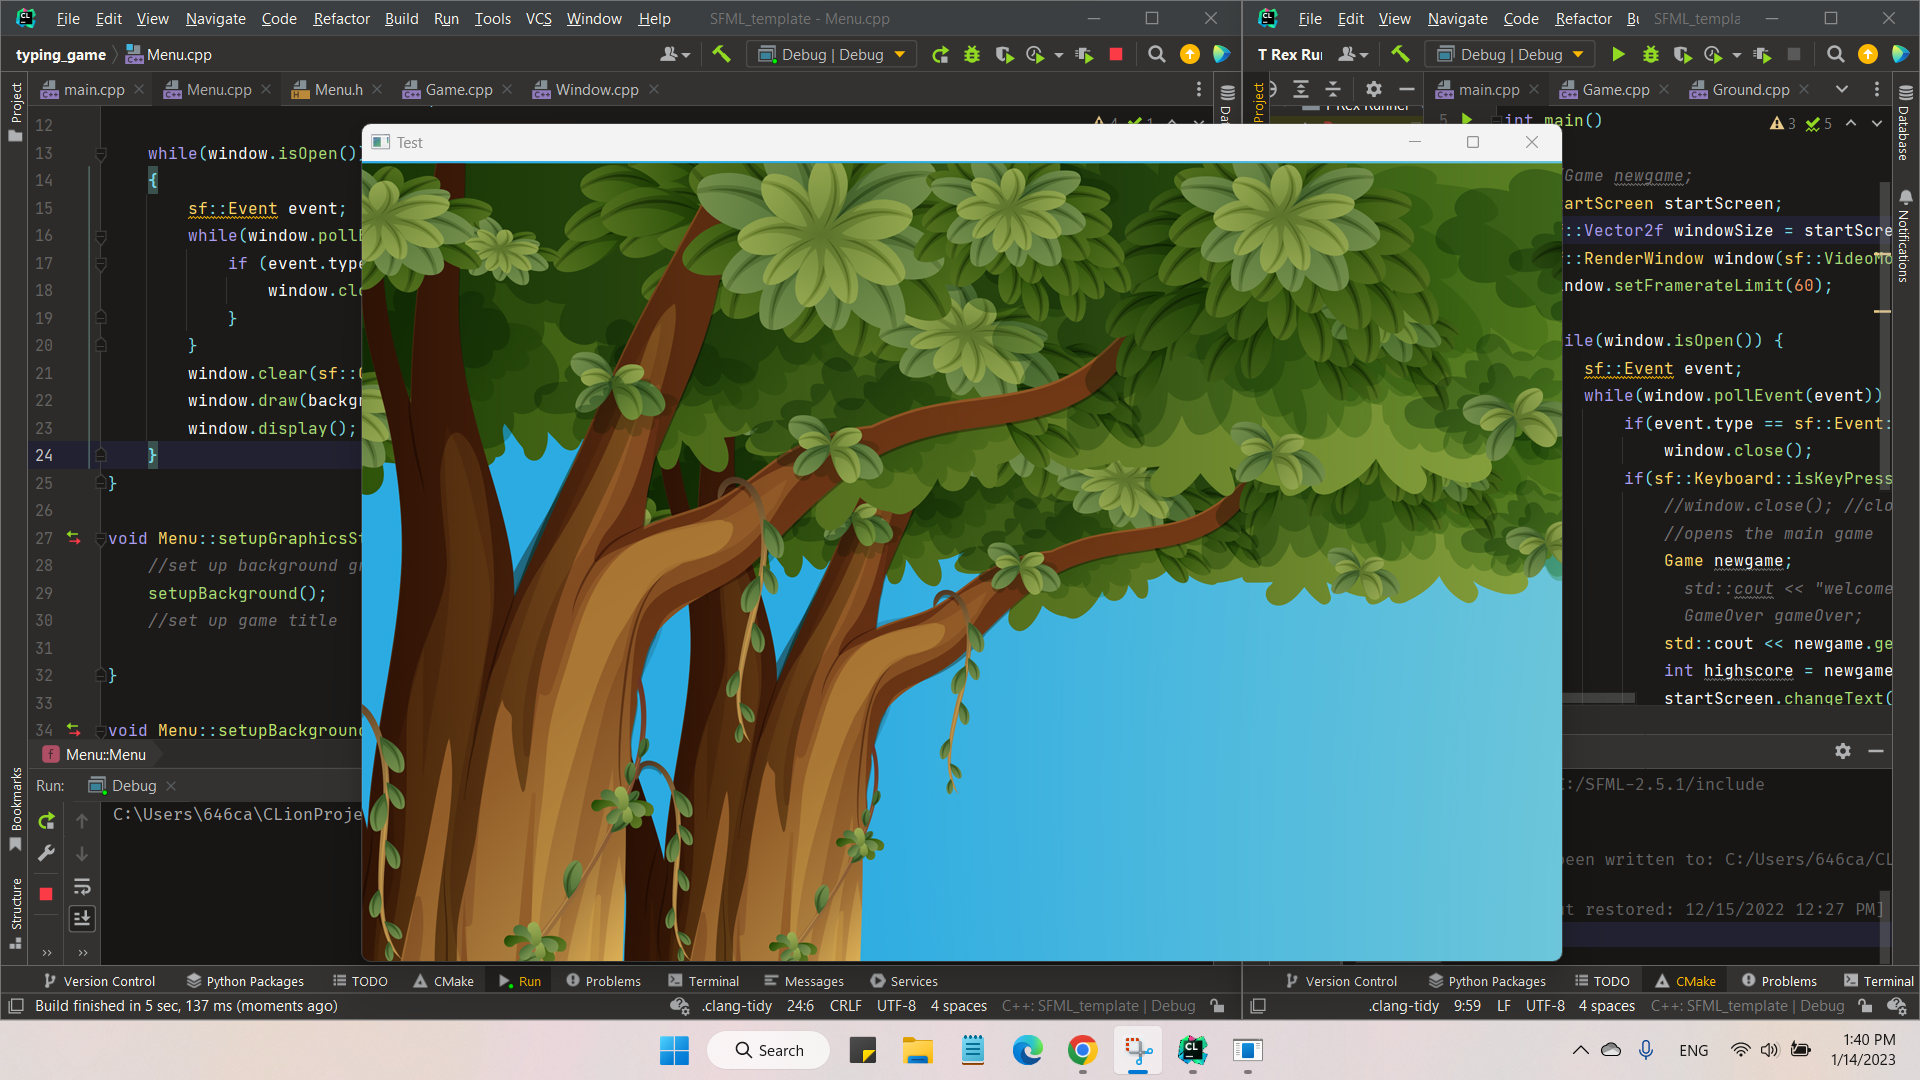 File Edit View Navigate Code Refactor Build Run Tools VCS Window Help SFML_template - Menu.cpp
typing_game Menu.cpp Debug | Debug
main.cpp Menu.cpp Menu.h Game.cpp Window.cpp
Project
12
13 while(window.isOpen())
14 {
15 sf::Event event;
16 while(window.pollE
17 if (event.type
18 window.clo
19 }
20 }
21 window.clear(sf::C
22 window.draw(backgr
23 window.display();
24 }
25 }
26
27 void Menu::setupGraphicsSt
28 //set up background gr
29 setupBackground();
30 //set up game title
31
32 }
33
34 void Menu::setupBackground
Menu::Menu
Run: Debug
C:\Users\646ca\CLionProje
Bookmarks
Structure
Version Control Python Packages TODO CMake Run Problems Terminal Messages Services
Build finished in 5 sec, 137 ms (moments ago) .clang-tidy 24:6 CRLF UTF-8 4 spaces C++: SFML_template | Debug
Test
File Edit View Navigate Code Refactor SFML_templa
T Rex Ru Debug | Debug
main.cpp Game.cpp Ground.cpp
Project
T Rex Runner
3 5
5 int main()
Game newgame;
artScreen startScreen;
::Vector2f windowSize = startScre
::RenderWindow window(sf::VideoMo
ndow.setFramerateLimit(60);
ile(window.isOpen()) {
sf::Event event;
while(window.pollEvent(event))
if(event.type == sf::Event:
window.close();
if(sf::Keyboard::isKeyPress
//window.close(); //clo
//opens the main game
Game newgame;
std::cout << "welcome
GameOver gameOver;
std::cout << newgame.ge
int highscore = newgame
startScreen.changeText(
Database
Notifications
:/SFML-2.5.1/include
een written to: C:/Users/646ca/CL
t restored: 12/15/2022 12:27 PM]
Version Control Python Packages TODO CMake Problems Terminal
.clang-tidy 9:59 LF UTF-8 4 spaces C++: SFML_template | Debug
Search
ENG
1:40 PM
1/14/2023